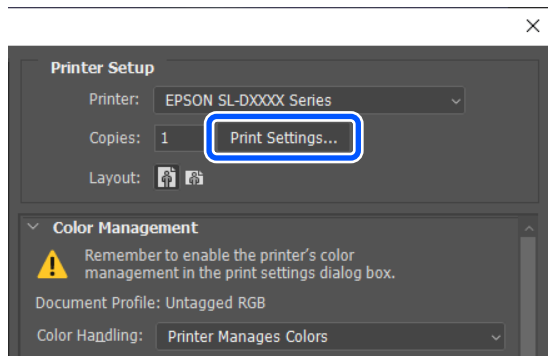 Printer Setup
Printer: EPSON SL-DXXXX Series
Copies: 1 Print Settings...
Layout:
Color Management
Remember to enable the printer's color
management in the print settings dialog box.
Document Profile: Untagged RGB
Color Handling: Printer Manages Colors